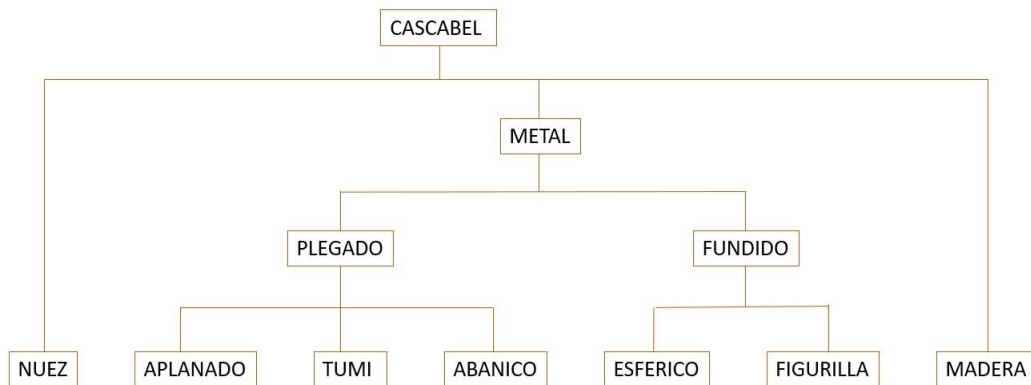 CASCABEL
METAL
PLEGADO
FUNDIDO
NUEZ
APLANADO
TUMI
ABANICO
ESFERICO
FIGURILLA
MADERA